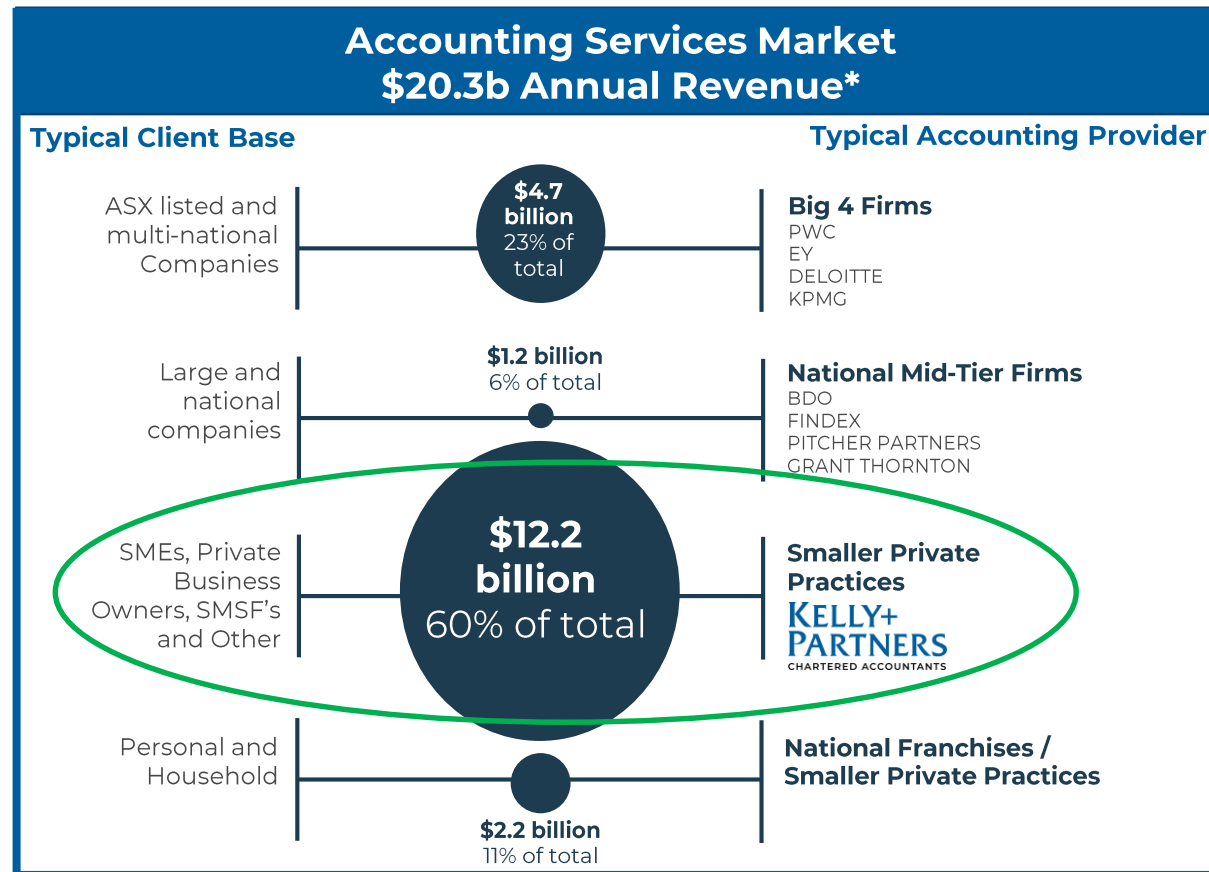 Accounting Services Market
$20.3b Annual Revenue*
Typical Client Base
Typical Accounting Provider
ASX listed and
multi-national
Companies
$4.7
billion
23% of
total
Big 4 Firms
PWC
EY
DELOITTE
KPMG
Large and
national
companies
$1.2 billion
6% of total
National Mid-Tier Firms
BDO
FINDEX
PITCHER PARTNERS
GRANT THORNTON
SMEs, Private
Business
Owners, SMSF's
and Other
$12.2
billion
60% of total
Smaller Private
Practices
KELLY+
PARTNERS
CHARTERED ACCOUNTANTS
Personal and
Household
$2.2 billion
11% of total
National Franchises /
Smaller Private Practices